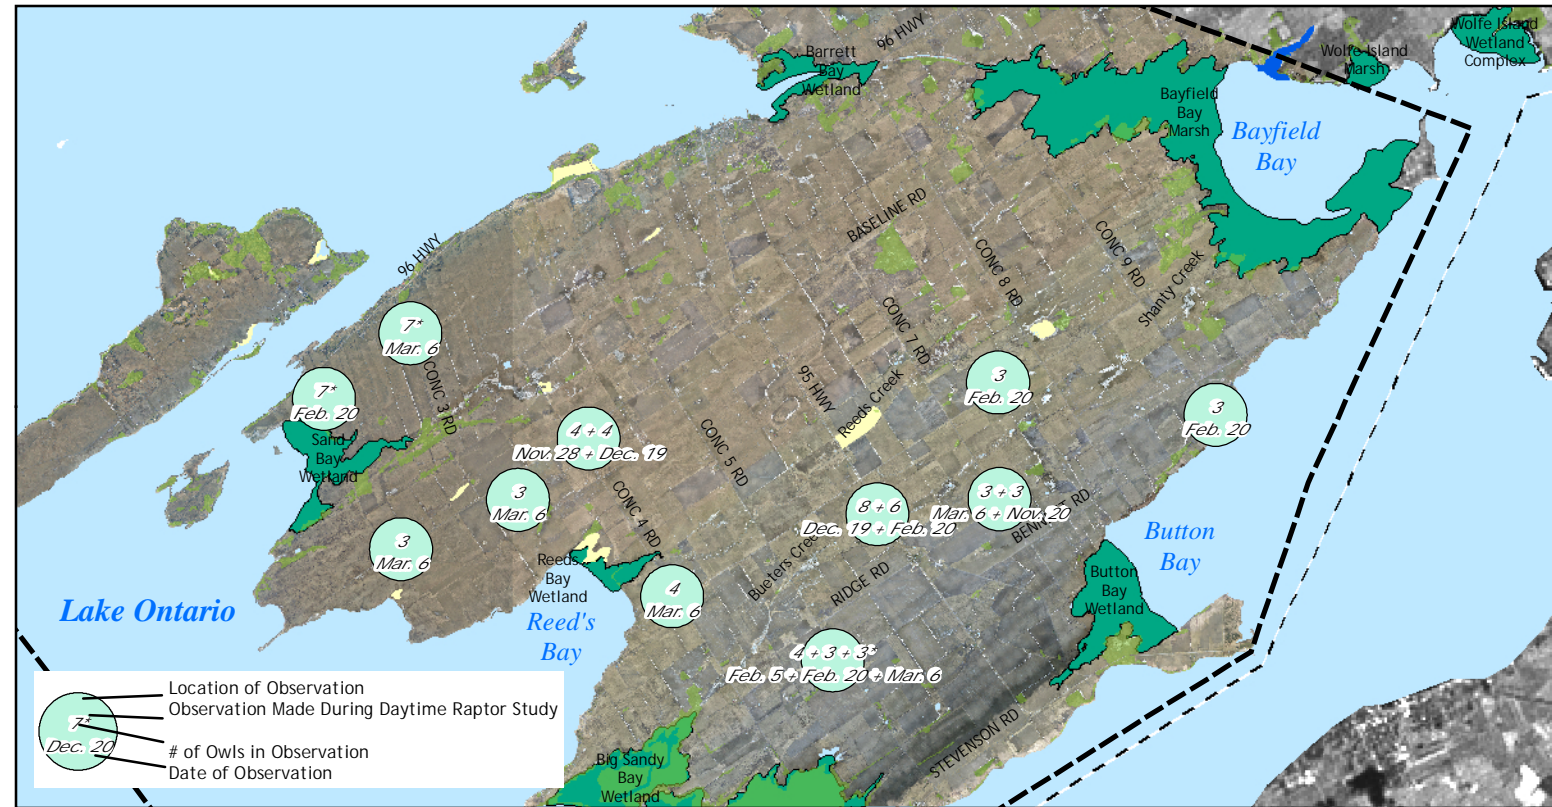 96 HWY
Barrett
Bay
Wetland
Wolfe Island
Wetland
Complex
Wolfe Island
Marsh
Bayfield
Bay
Marsh
Bayfield
Bay
BASELINE RD
96 HWY
CONC 8 RD
CONC 9 RD
Shanty Creek
CONC 7 RD
7*
Mar. 6
CONC 3 RD
7*
Feb. 20
95 HWY
Reeds Creek
3
Feb. 20
3
Feb. 20
Sand
Bay
Wetland
4 + 4
Nov. 28 + Dec. 19
CONC 5 RD
3
Mar. 6
CONC 4 RD
8 + 6
Dec. 19 + Feb. 20
3 + 3
Mar. 6 + Nov. 20
BENNETT RD
3
Mar. 6
Button
Bay
Reeds
Bay
Wetland
Bueters Creek
RIDGE RD
Button
Bay
Wetland
4
Mar. 6
Lake Ontario
Reed's
Bay
4 + 3 + 3*
Feb. 5 + Feb. 20 + Mar. 6
STEVENSON RD
Big Sandy
Bay
Wetland
7*
Dec. 20
Location of Observation
Observation Made During Daytime Raptor Study
# of Owls in Observation
Date of Observation